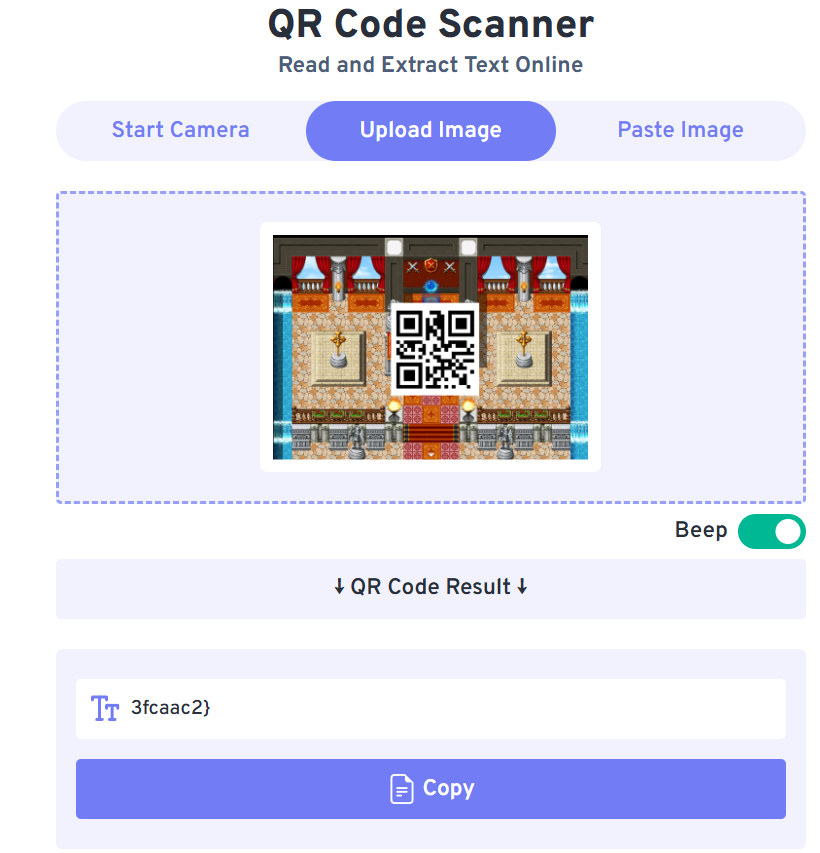 QR Code Scanner
Read and Extract Text Online
Start Camera Upload Image Paste Image
Beep
↓ QR Code Result ↓
3fcaac2}
Copy